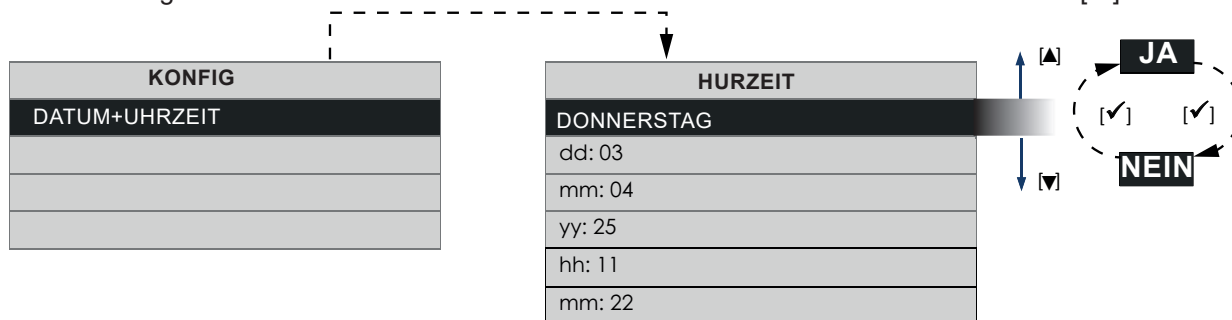 KONFIG
DATUM+UHRZEIT
HURZEIT
DONNERSTAG
dd: 03
mm: 04
yy: 25
hh: 11
mm: 22
[▲]
[▼]
JA
[✓] [✓]
NEIN